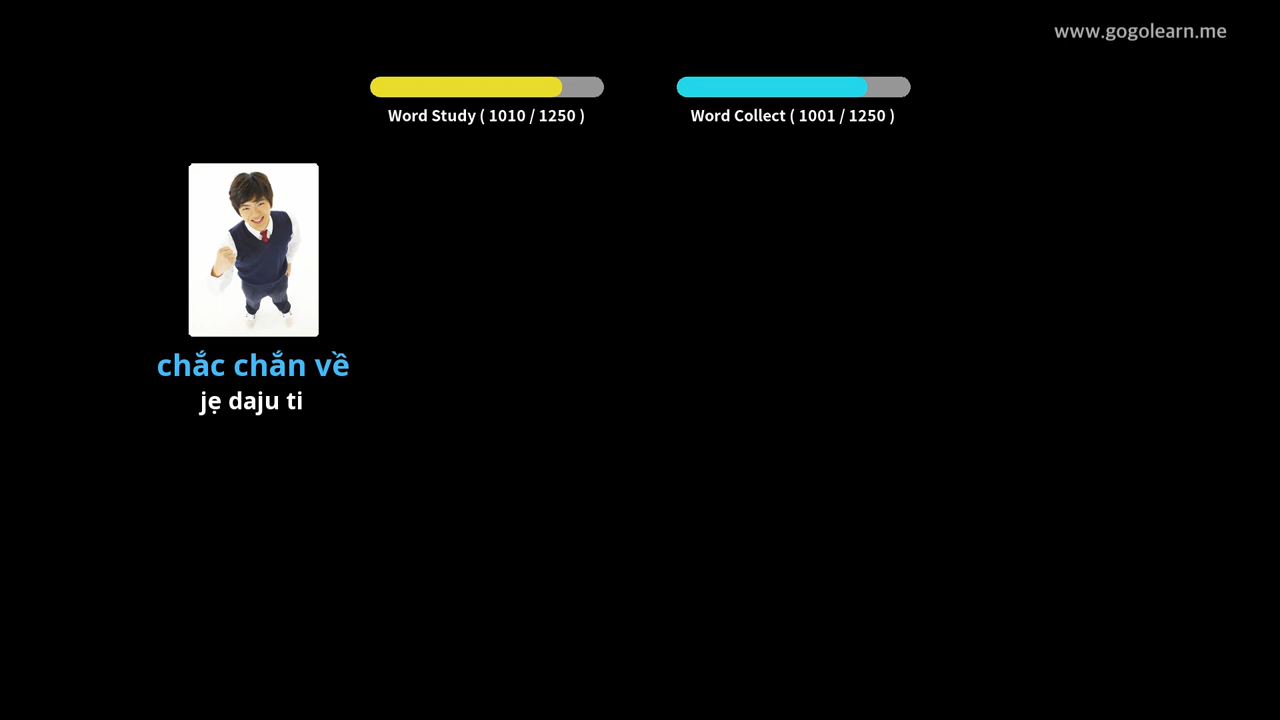 www.gogolearn.me
Word Study ( 1010 / 1250 )
Word Collect ( 1001 / 1250 )
chắc chắn về
jẹ daju ti